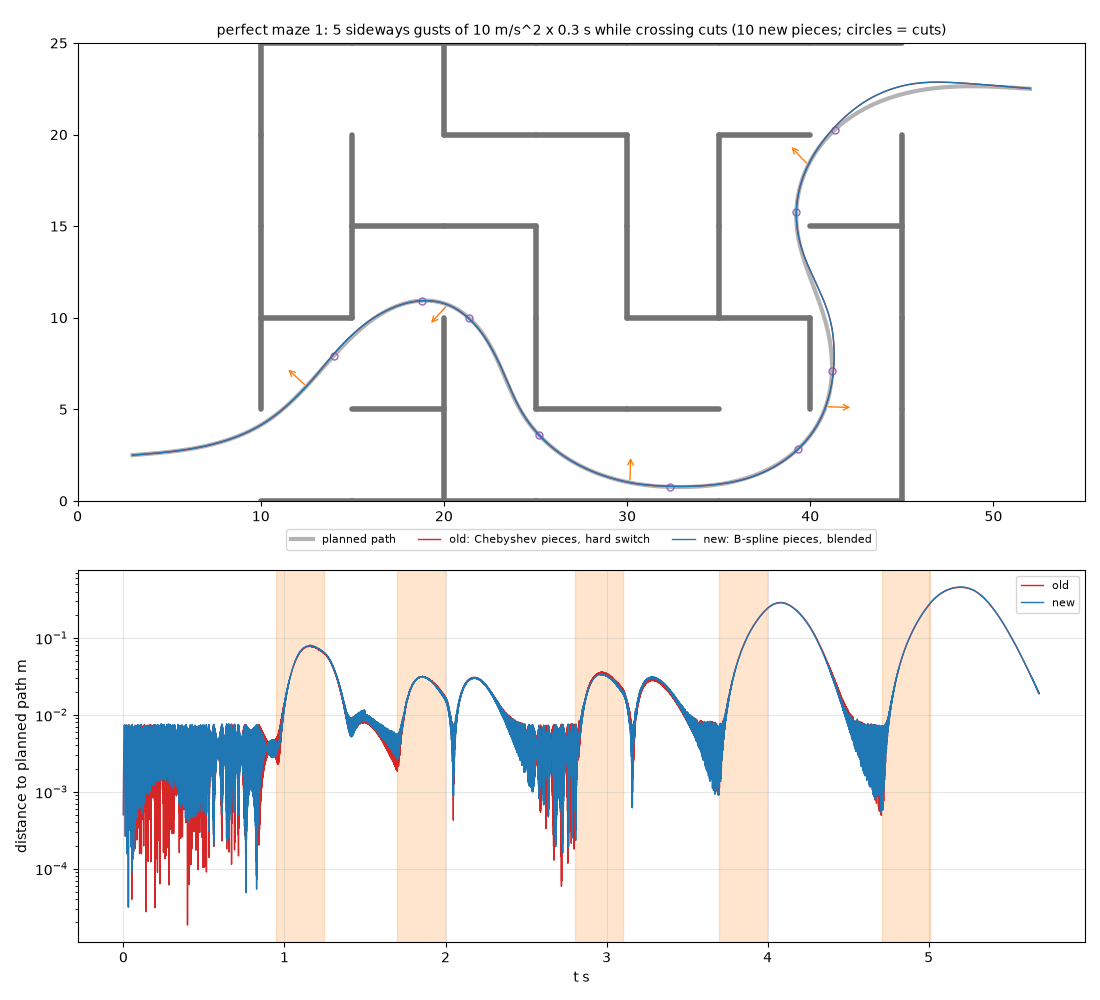 perfect maze 1: 5 sideways gusts of 10 m/s^2 x 0.3 s while crossing cuts (10 new pieces; circles = cuts)
25
20
15
10
5
0
0 10 20 30 40 50
planned path old: Chebyshev pieces, hard switch new: B-spline pieces, blended
old
new
distance to planned path m
10⁻¹
10⁻²
10⁻³
10⁻⁴
0 1 2 3 4 5
t s